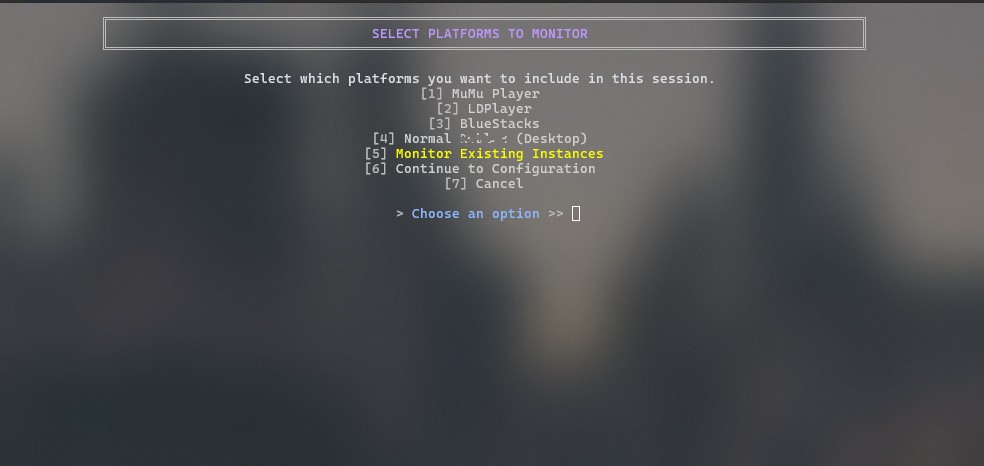 SELECT PLATFORMS TO MONITOR
Select which platforms you want to include in this session.
[1] MuMu Player
[2] LDPlayer
[3] BlueStacks
[4] Normal (Desktop)
[5] Monitor Existing Instances
[6] Continue to Configuration
[7] Cancel
> Choose an option >>